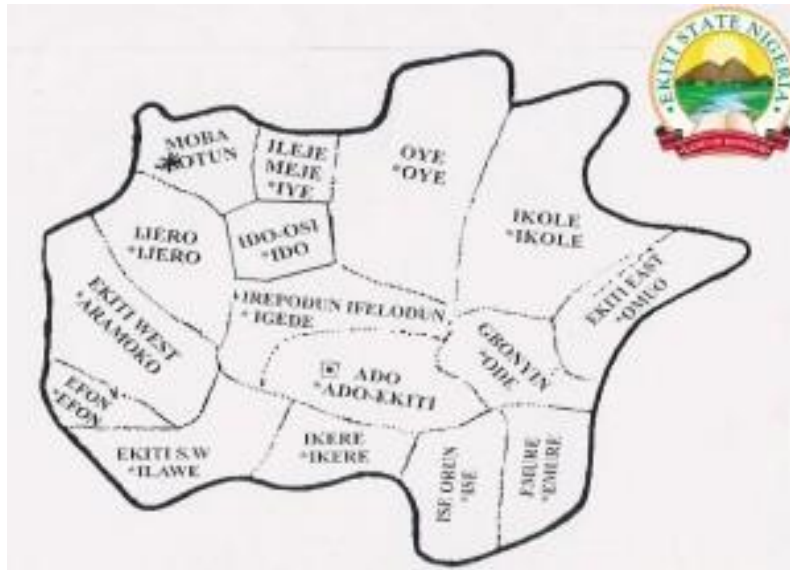 EKITI STATE NIGERIA
MOBA
*OTUN
ILEJE
MEJE
*IYE
OYE
*OYE
IKOLE
*IKOLE
IJERO
*IJERO
IDO-OSI
*IDO
EKITI EAST
*OMUO
EKITI WEST
*ARAMOKO
IREPODUN IFELODUN
* IGEDE
GBONYIN
*ODE
ADO
*ADO-EKITI
EFON
*EFON
EKITI S.W
*ILAWE
IKERE
*IKERE
ISE ORUN
*ISE
EMURE
*EMURE